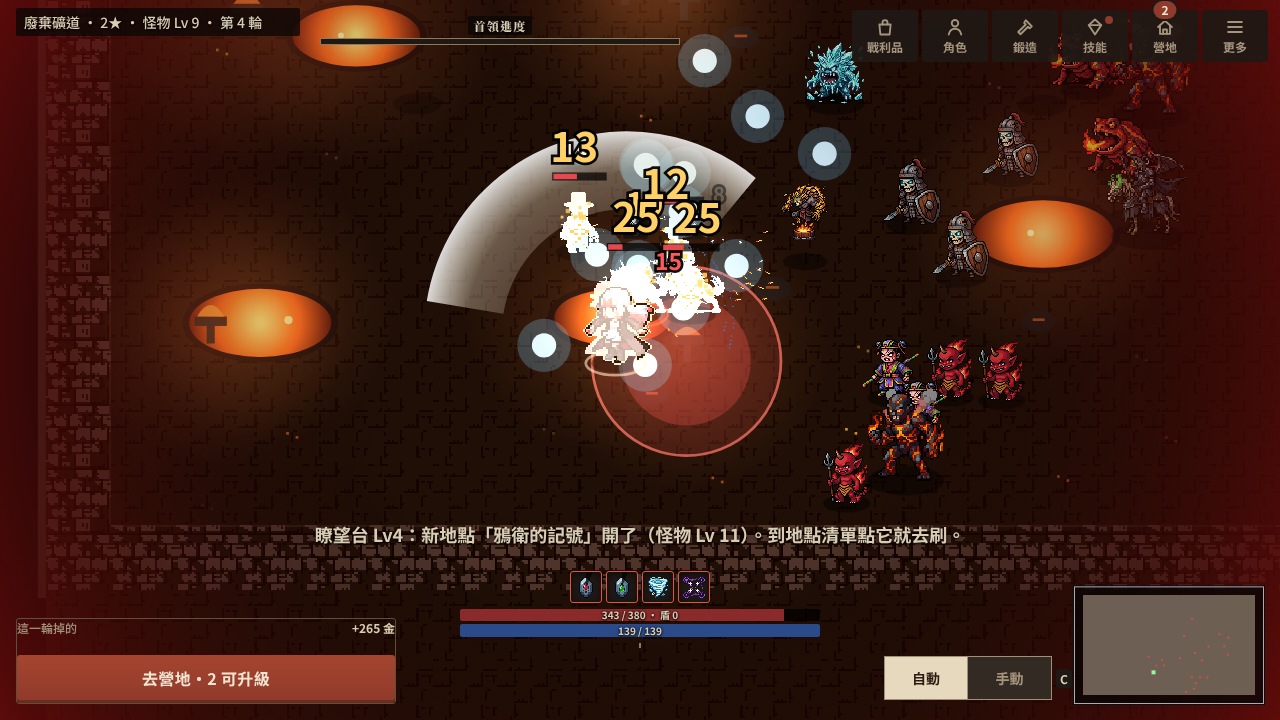 廢棄礦道 · 2★ · 怪物 Lv 9 · 第 4 輪
首領進度
戰利品
角色
鍛造
技能
2
營地
更多
13
12
8
25
25
15
瞭望台 Lv4：新地點「鴉衛的記號」開了（怪物 Lv 11）。到地點清單點它就去刷。
343 / 380 · 盾 0
139 / 139
這一輪掉的
+265 金
去營地 · 2 可升級
自動
手動
C